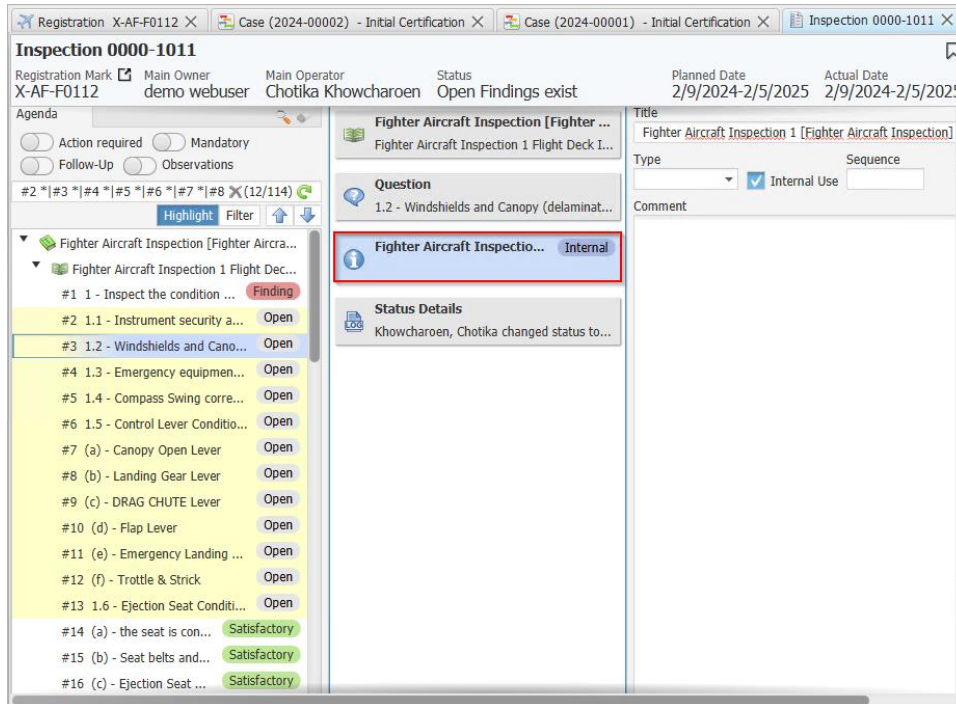 Registration X-AF-F0112
Case (2024-00002) - Initial Certification
Case (2024-00001) - Initial Certification
Inspection 0000-1011
Inspection 0000-1011
Registration Mark Main Owner Main Operator Status Planned Date Actual Date
X-AF-F0112 demo webuser Chotika Khowcharoen Open Findings exist 2/9/2024-2/5/2025 2/9/2024-2/5/2025
Agenda
Action required Mandatory
Follow-Up Observations
#2 *|#3 *|#4 *|#5 *|#6 *|#7 *|#8 (12/114)
Highlight Filter
Fighter Aircraft Inspection [Fighter Aircra...
Fighter Aircraft Inspection 1 Flight Dec...
#1 1 - Inspect the condition ... Finding
#2 1.1 - Instrument security a... Open
#3 1.2 - Windshields and Cano... Open
#4 1.3 - Emergency equipmen... Open
#5 1.4 - Compass Swing corre... Open
#6 1.5 - Control Lever Conditio... Open
#7 (a) - Canopy Open Lever Open
#8 (b) - Landing Gear Lever Open
#9 (c) - DRAG CHUTE Lever Open
#10 (d) - Flap Lever Open
#11 (e) - Emergency Landing ... Open
#12 (f) - Trottle & Strick Open
#13 1.6 - Ejection Seat Conditi... Open
#14 (a) - the seat is con... Satisfactory
#15 (b) - Seat belts and... Satisfactory
#16 (c) - Ejection Seat ... Satisfactory
Fighter Aircraft Inspection [Fighter ...
Fighter Aircraft Inspection 1 Flight Deck I...
Question
1.2 - Windshields and Canopy (delaminat...
Fighter Aircraft Inspectio... Internal
Status Details
Khowcharoen, Chotika changed status to...
LOG
Title
Fighter Aircraft Inspection 1 [Fighter Aircraft Inspection]
Type Sequence
Internal Use
Comment